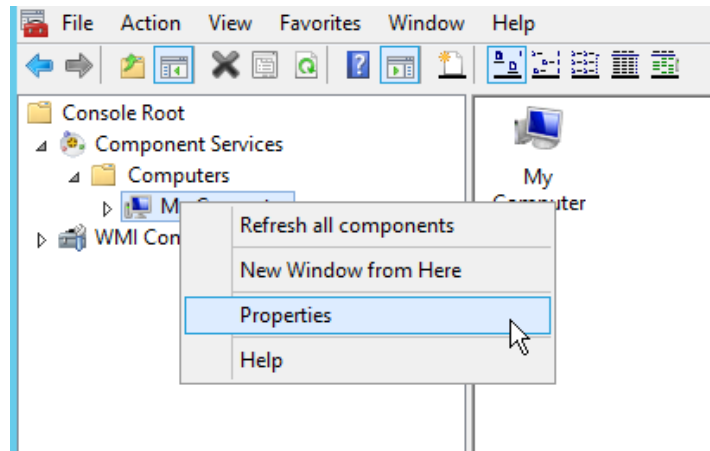 File Action View Favorites Window Help
Console Root
Component Services
Computers
My
WMI
Refresh all components
New Window from Here
Properties
Help
My
Computer